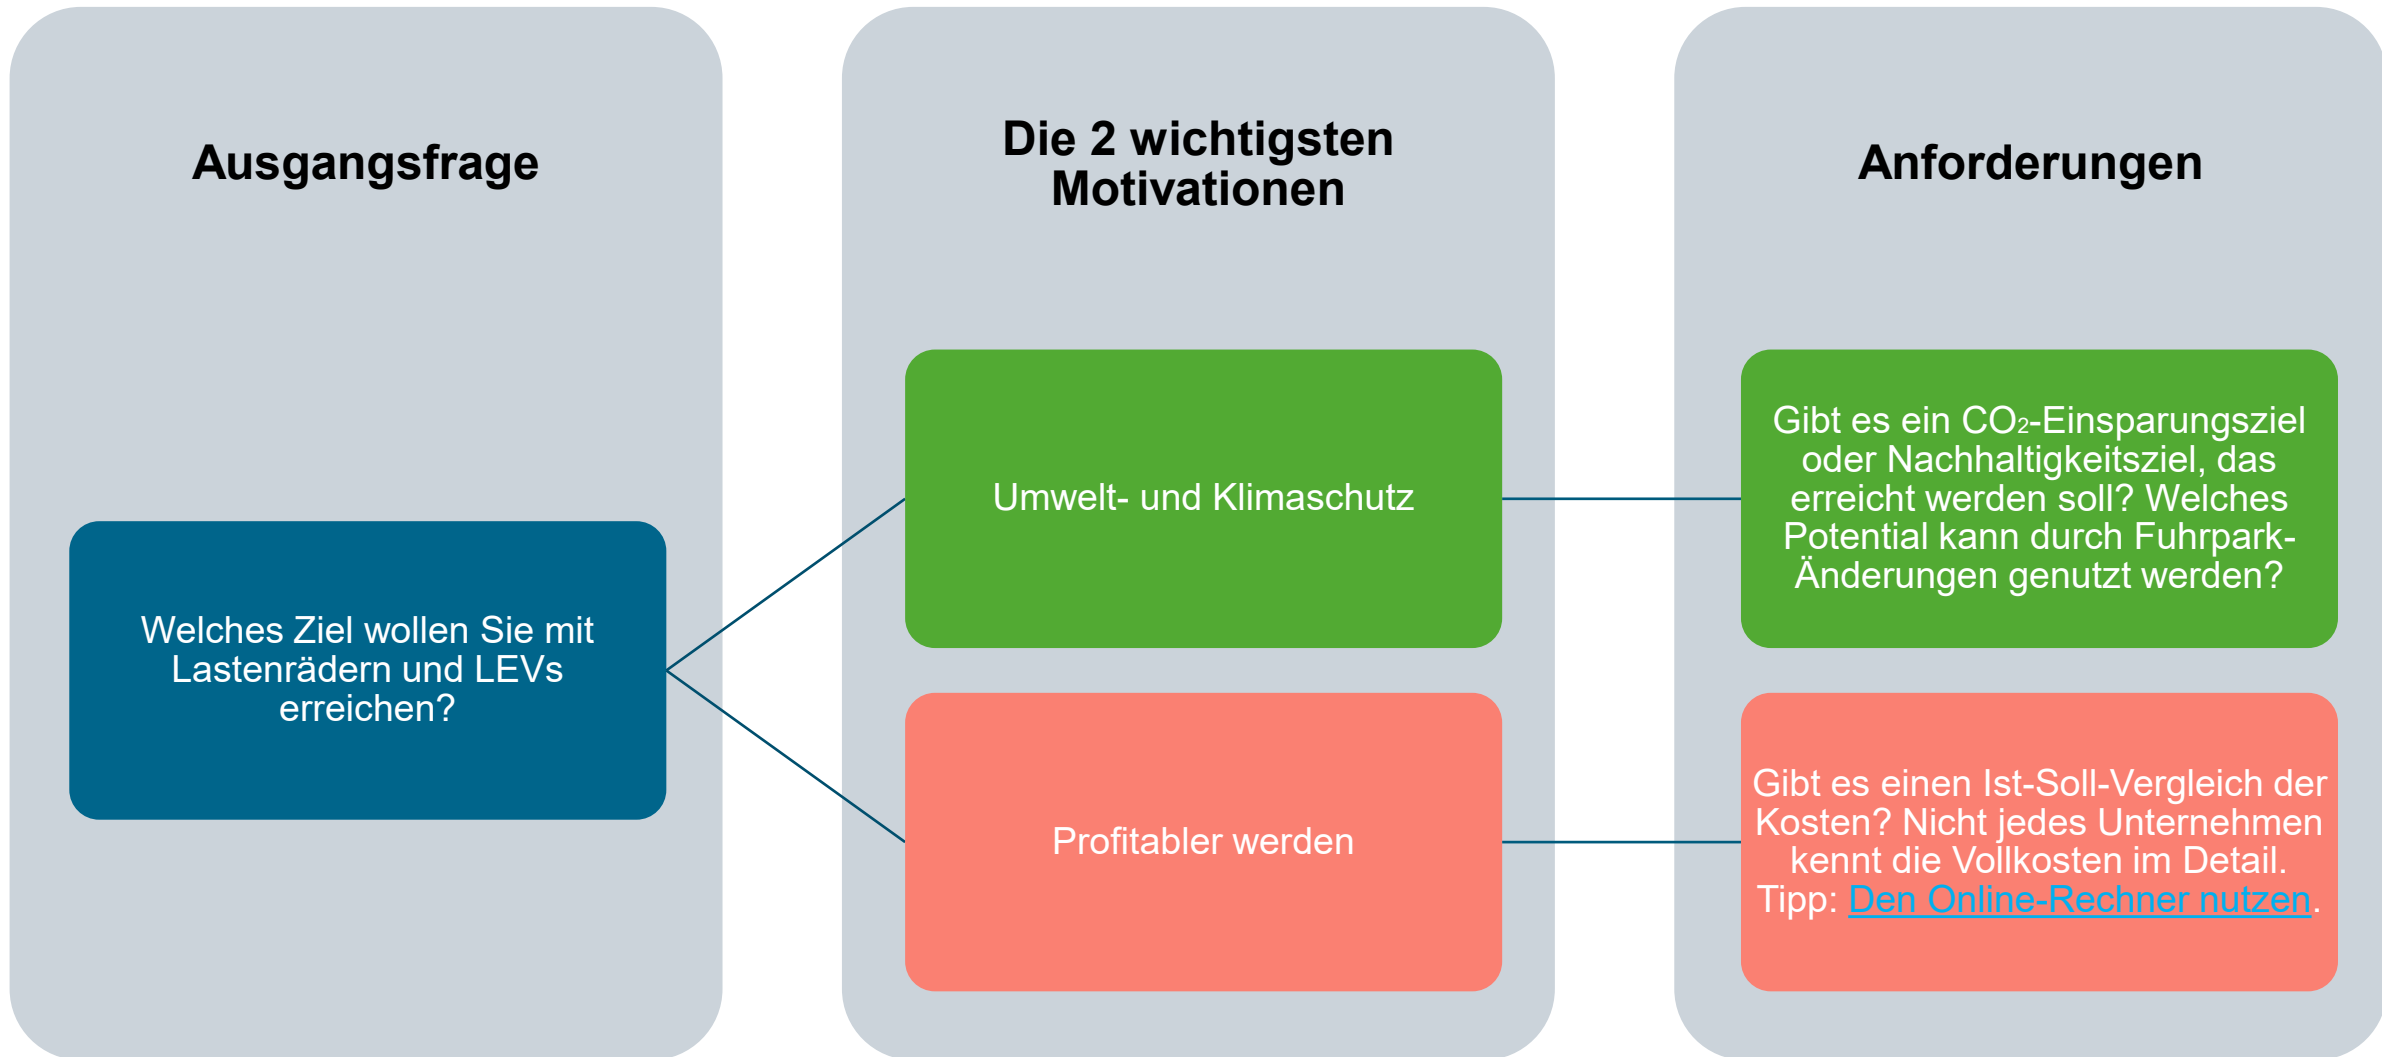 Ausgangsfrage
Die 2 wichtigsten
Motivationen
Anforderungen
Welches Ziel wollen Sie mit
Lastenrädern und LEVs
erreichen?
Umwelt- und Klimaschutz
Gibt es ein CO₂-Einsparungsziel
oder Nachhaltigkeitsziel, das
erreicht werden soll? Welches
Potential kann durch Fuhrpark-
Änderungen genutzt werden?
Profitabler werden
Gibt es einen Ist-Soll-Vergleich der
Kosten? Nicht jedes Unternehmen
kennt die Vollkosten im Detail.
Tipp: Den Online-Rechner nutzen.